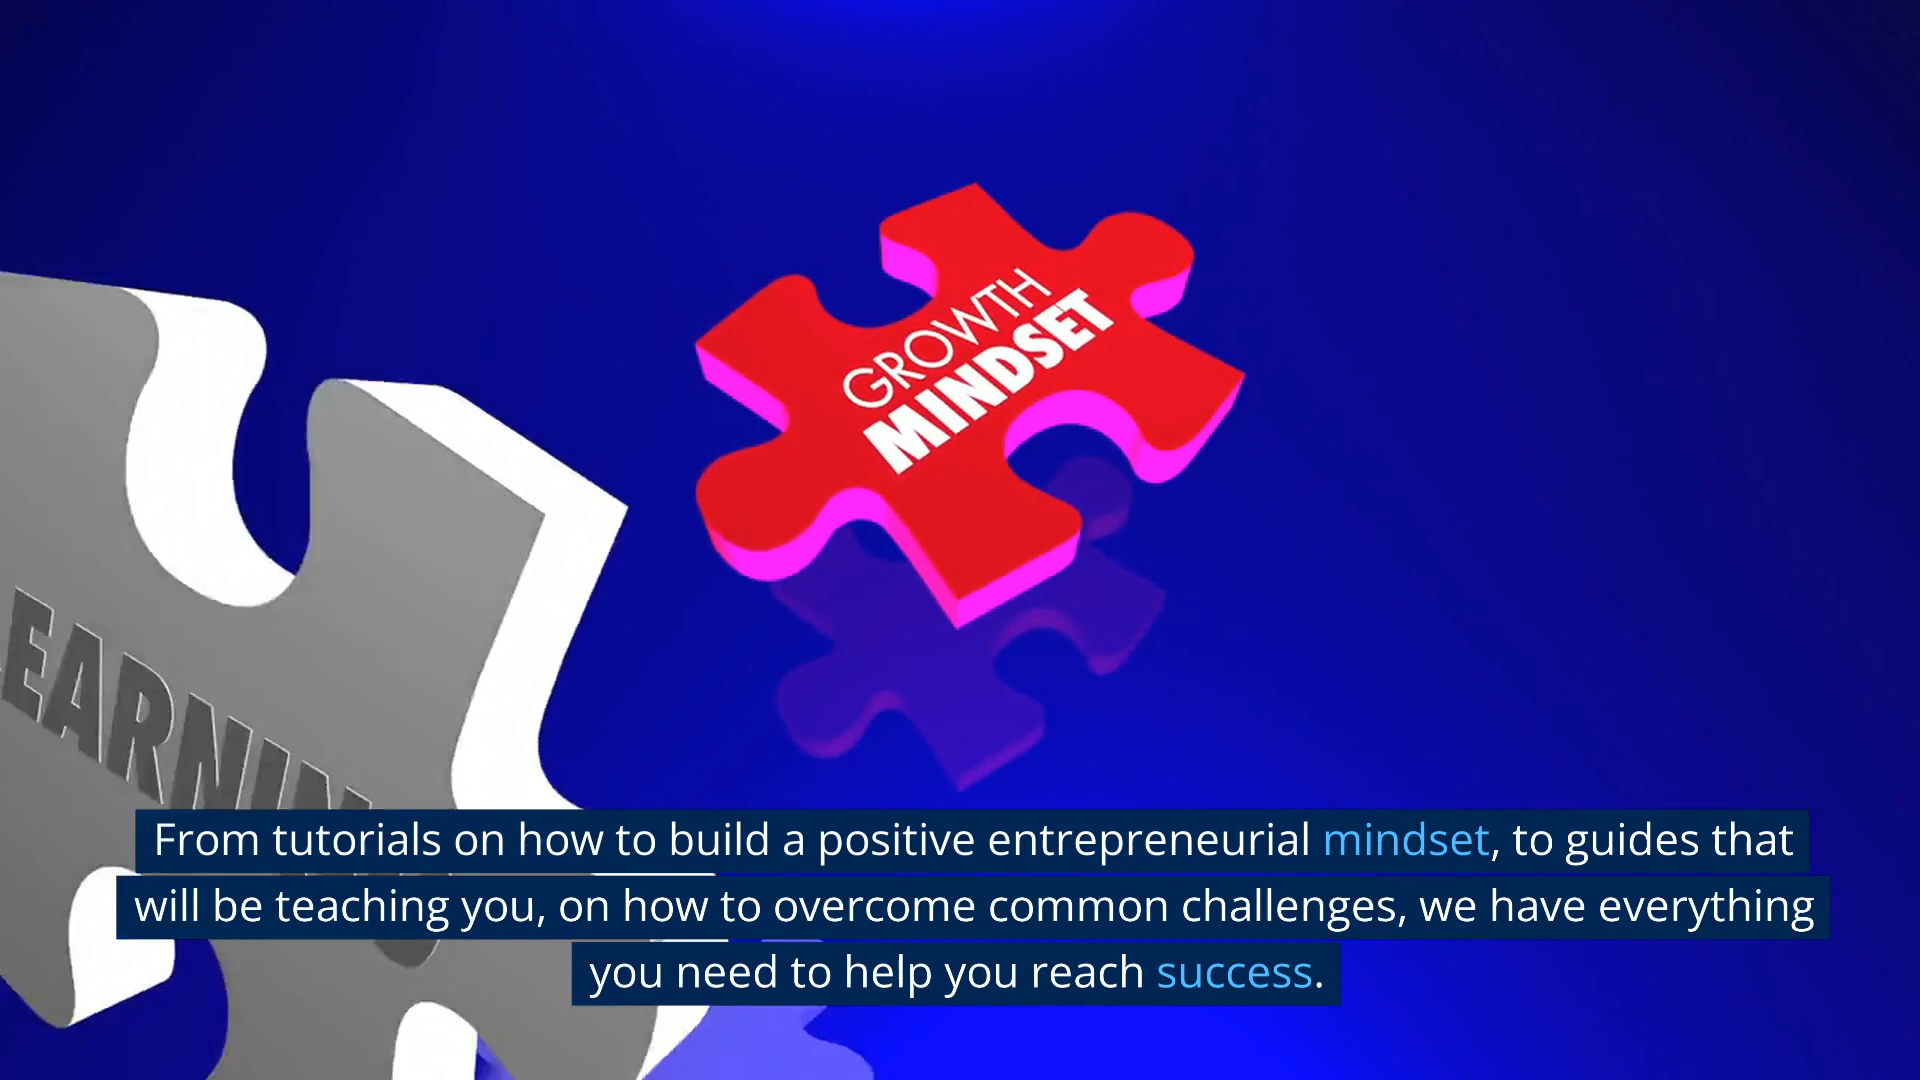 GROWTH
MINDSET
EARNIN
From tutorials on how to build a positive entrepreneurial mindset, to guides that
will be teaching you, on how to overcome common challenges, we have everything
you need to help you reach success.